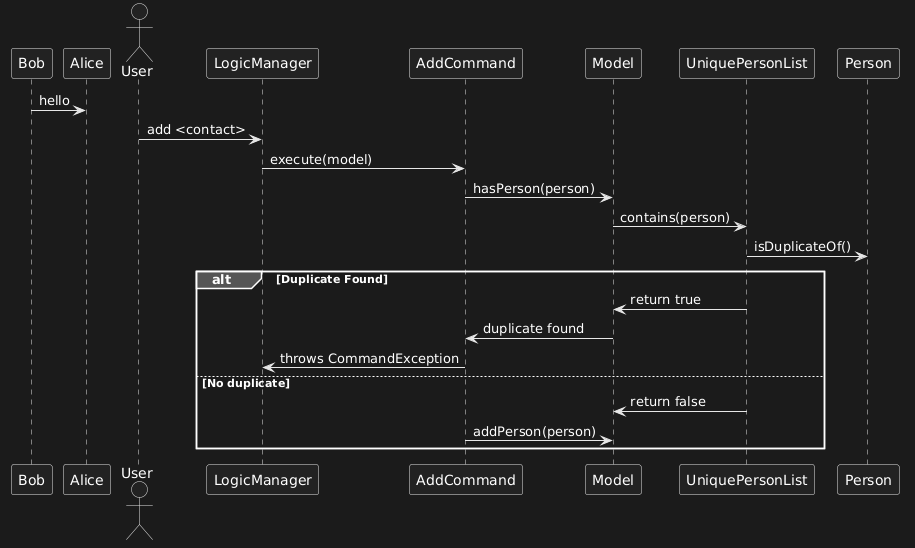 User
Bob
Alice
LogicManager
AddCommand
Model
UniquePersonList
Person
hello
add <contact>
execute(model)
hasPerson(person)
contains(person)
isDuplicateOf()
alt
[Duplicate Found]
return true
duplicate found
throws CommandException
[No duplicate]
return false
addPerson(person)
Bob
Alice
User
LogicManager
AddCommand
Model
UniquePersonList
Person